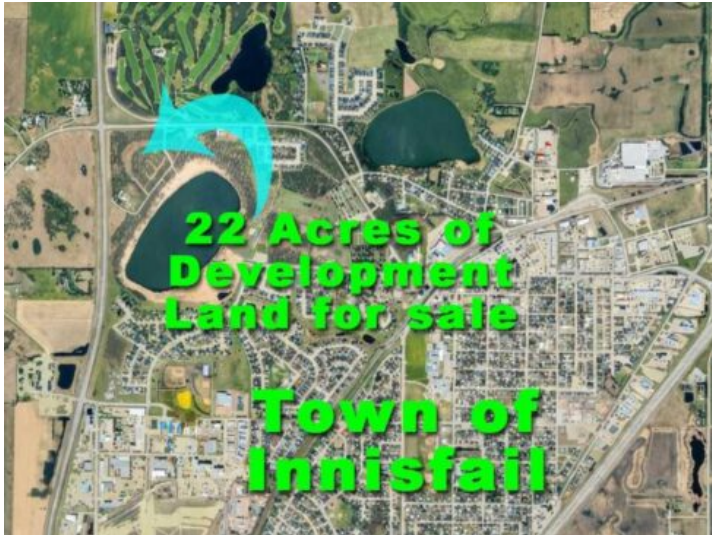 22 Acres of
Development
Land for sale
Town of
Innisfail